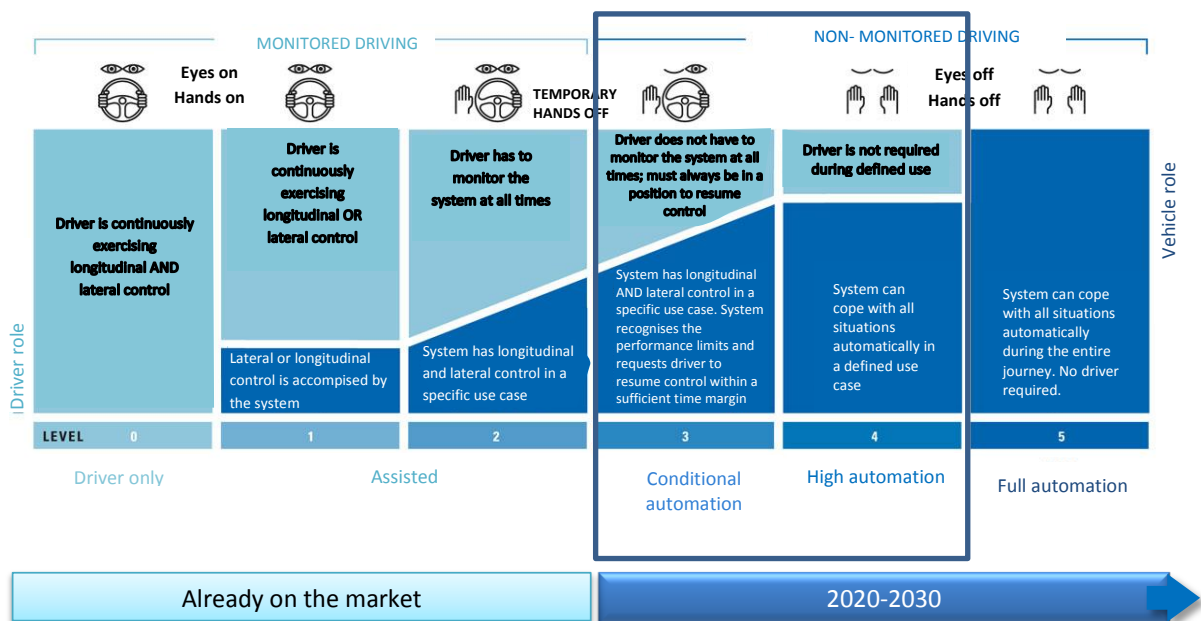 MONITORED DRIVING
NON- MONITORED DRIVING
Eyes on
Hands on
TEMPORARY
HANDS OFF
Eyes off
Hands off
Driver is continuously
exercising
longitudinal AND
lateral control
Driver is
continuously
exercising
longitudinal OR
lateral control
Driver has to
monitor the
system at all times
Driver does not have to
monitor the system at all
times; must always be in a
position to resume
control
Driver is not required
during defined use
Vehicle role
Driver role
Lateral or longitudinal
control is accompised by
the system
System has longitudinal
and lateral control in a
specific use case
System has longitudinal
AND lateral control in a
specific use case. System
recognises the
performance limits and
requests driver to
resume control within a
sufficient time margin
System can
cope with all
situations
automatically in
a defined use
case
System can cope
with all situations
automatically
during the entire
journey. No driver
required.
LEVEL 0 1 2 3 4 5
Driver only
Assisted
Conditional
automation
High automation
Full automation
Already on the market
2020-2030